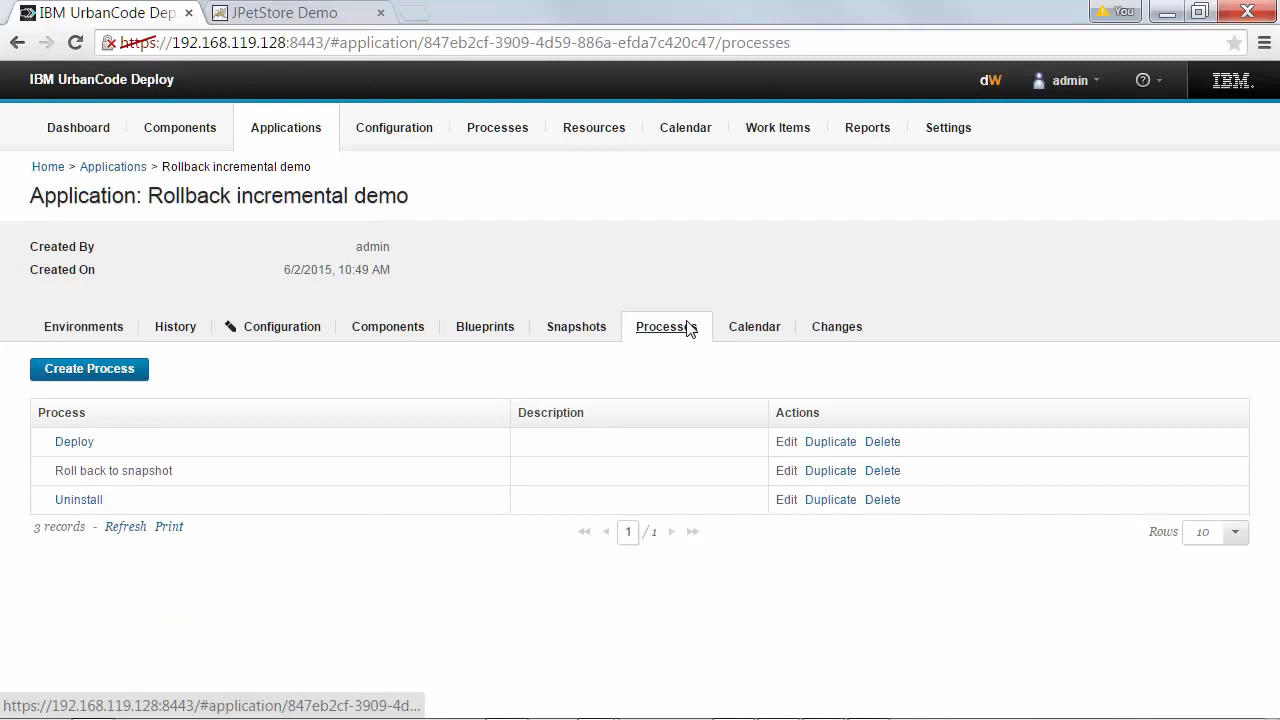 IBM UrbanCode Dep
JPetStore Demo
You
https://192.168.119.128:8443/#application/847eb2cf-3909-4d59-886a-efda7c420c47/processes
IBM UrbanCode Deploy
dW
admin
IBM
Dashboard
Components
Applications
Configuration
Processes
Resources
Calendar
Work Items
Reports
Settings
Home > Applications > Rollback incremental demo
Application: Rollback incremental demo
Created By
admin
Created On
6/2/2015, 10:49 AM
Environments
History
Configuration
Components
Blueprints
Snapshots
Processes
Calendar
Changes
Create Process
Process
Description
Actions
Deploy
Edit Duplicate Delete
Roll back to snapshot
Edit Duplicate Delete
Uninstall
Edit Duplicate Delete
3 records - Refresh Print
1 / 1
Rows 10
https://192.168.119.128:8443/#application/847eb2cf-3909-4d...